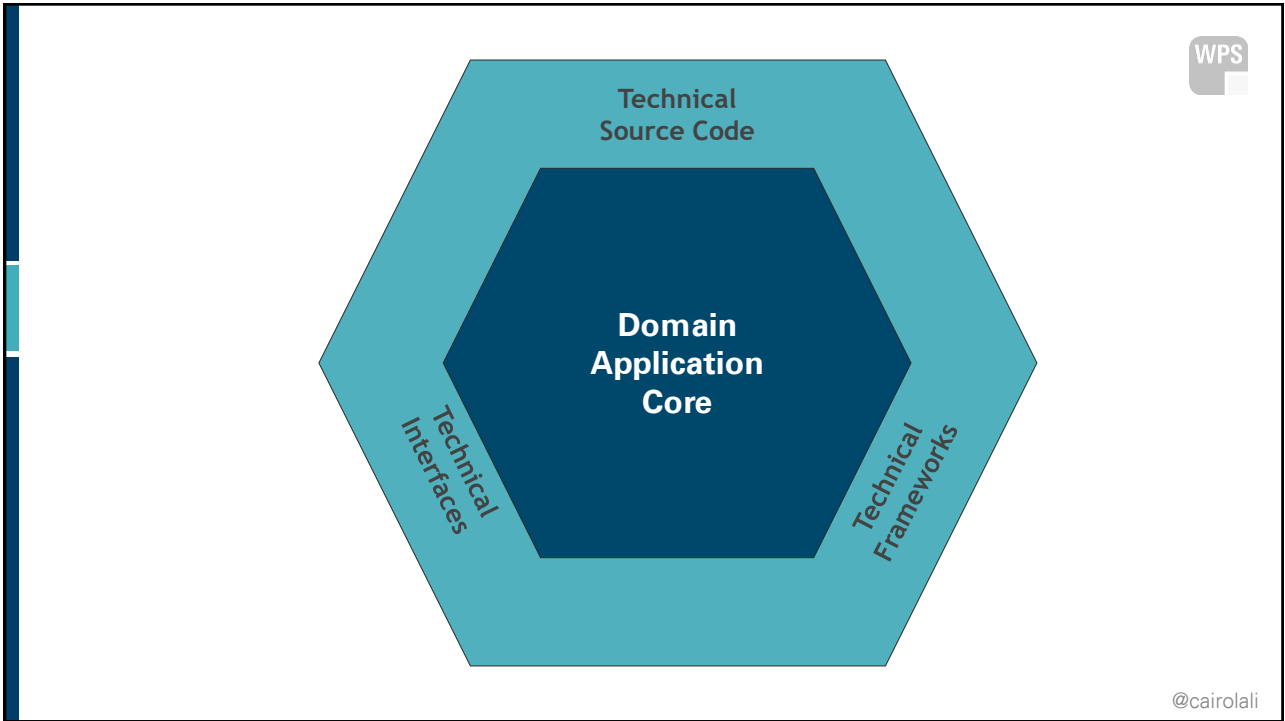 WPS
Technical
Source Code
Domain
Application
Core
Technical
Interfaces
Technical
Frameworks
@cairolali